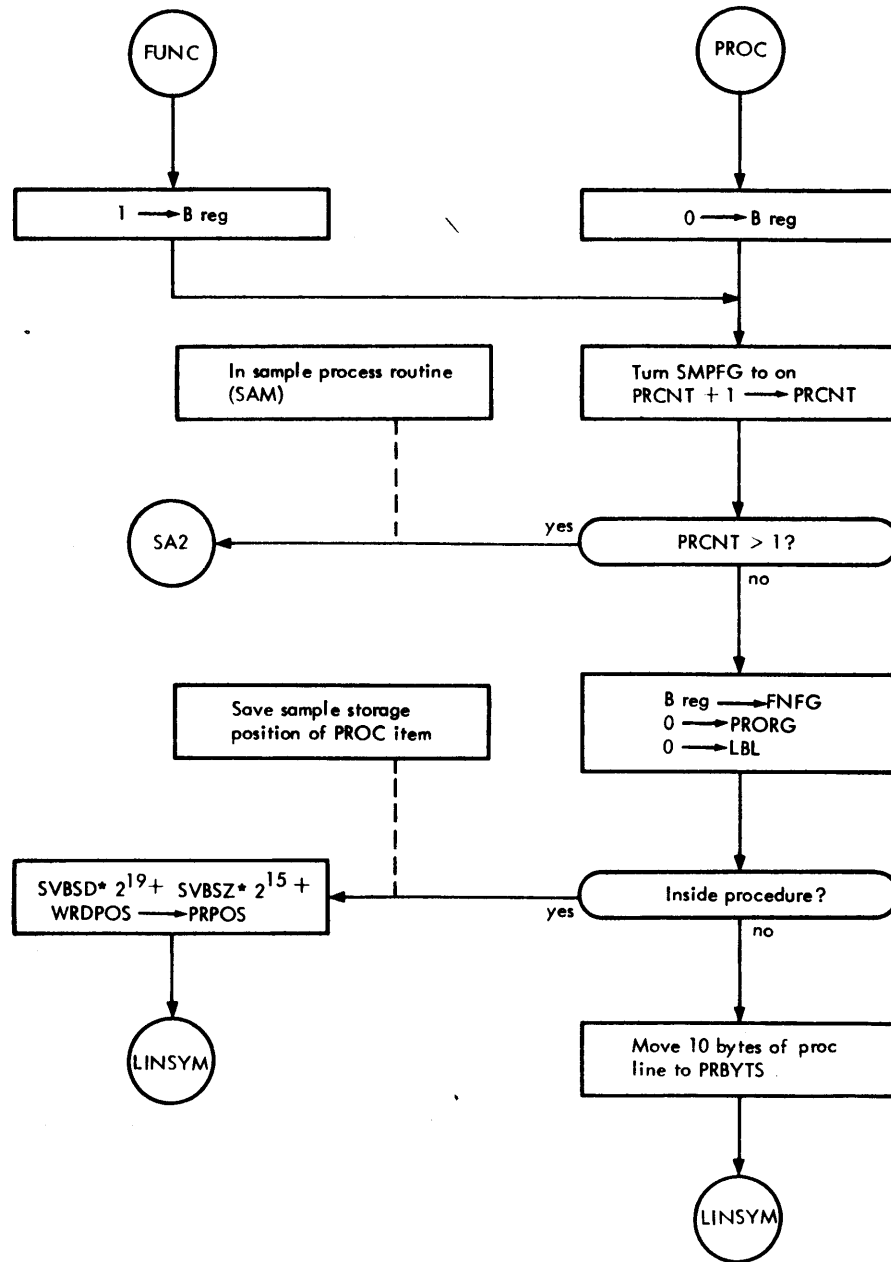 FUNC
PROC
1 ⟶ B reg
0 ⟶ B reg
In sample process routine
(SAM)
Turn SMPFG to on
PRCNT + 1 ⟶ PRCNT
SA2
yes
PRCNT > 1?
no
Save sample storage
position of PROC item
B reg ⟶ FNFG
0 ⟶ PRORG
0 ⟶ LBL
SVBSD* 2^19 + SVBSZ* 2^15 +
WRDPOS ⟶ PRPOS
yes
Inside procedure?
no
LINSYM
Move 10 bytes of proc
line to PRBYTS
LINSYM